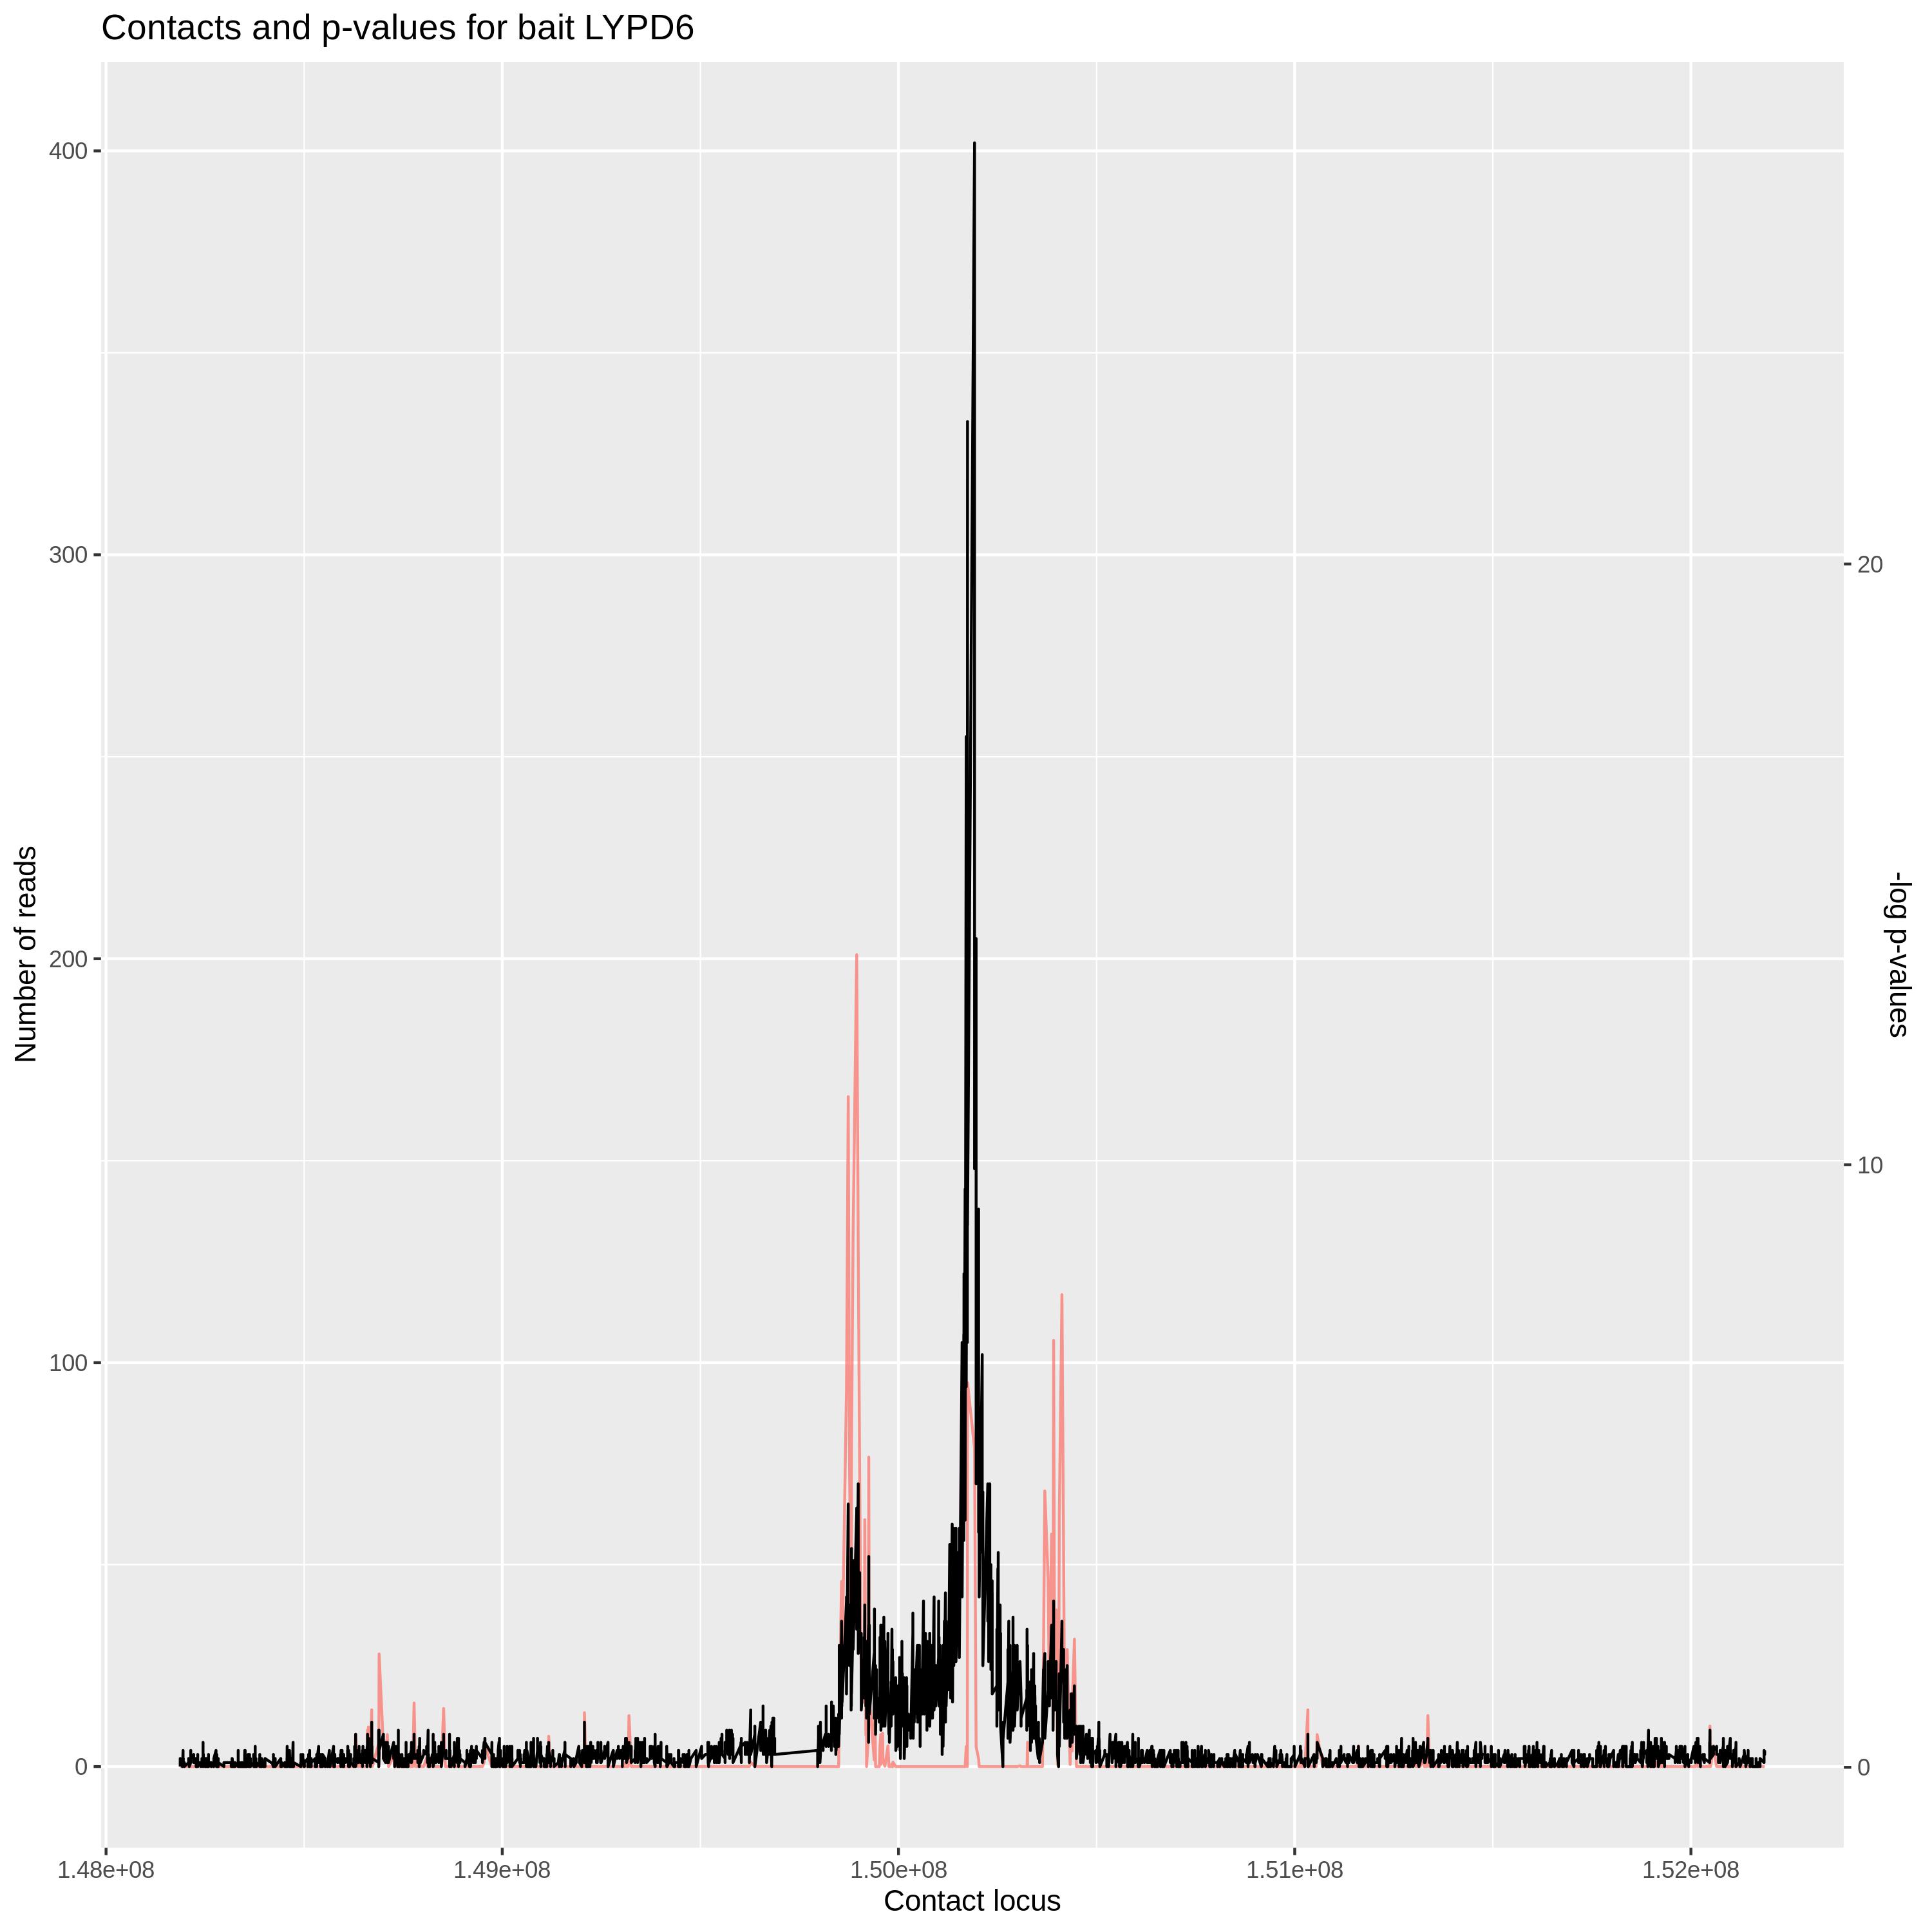 Contacts and p-values for bait LYPD6
400
300
200
100
0
Number of reads
20
10
0
-log p-values
1.48e+08
1.49e+08
1.50e+08
1.51e+08
1.52e+08
Contact locus